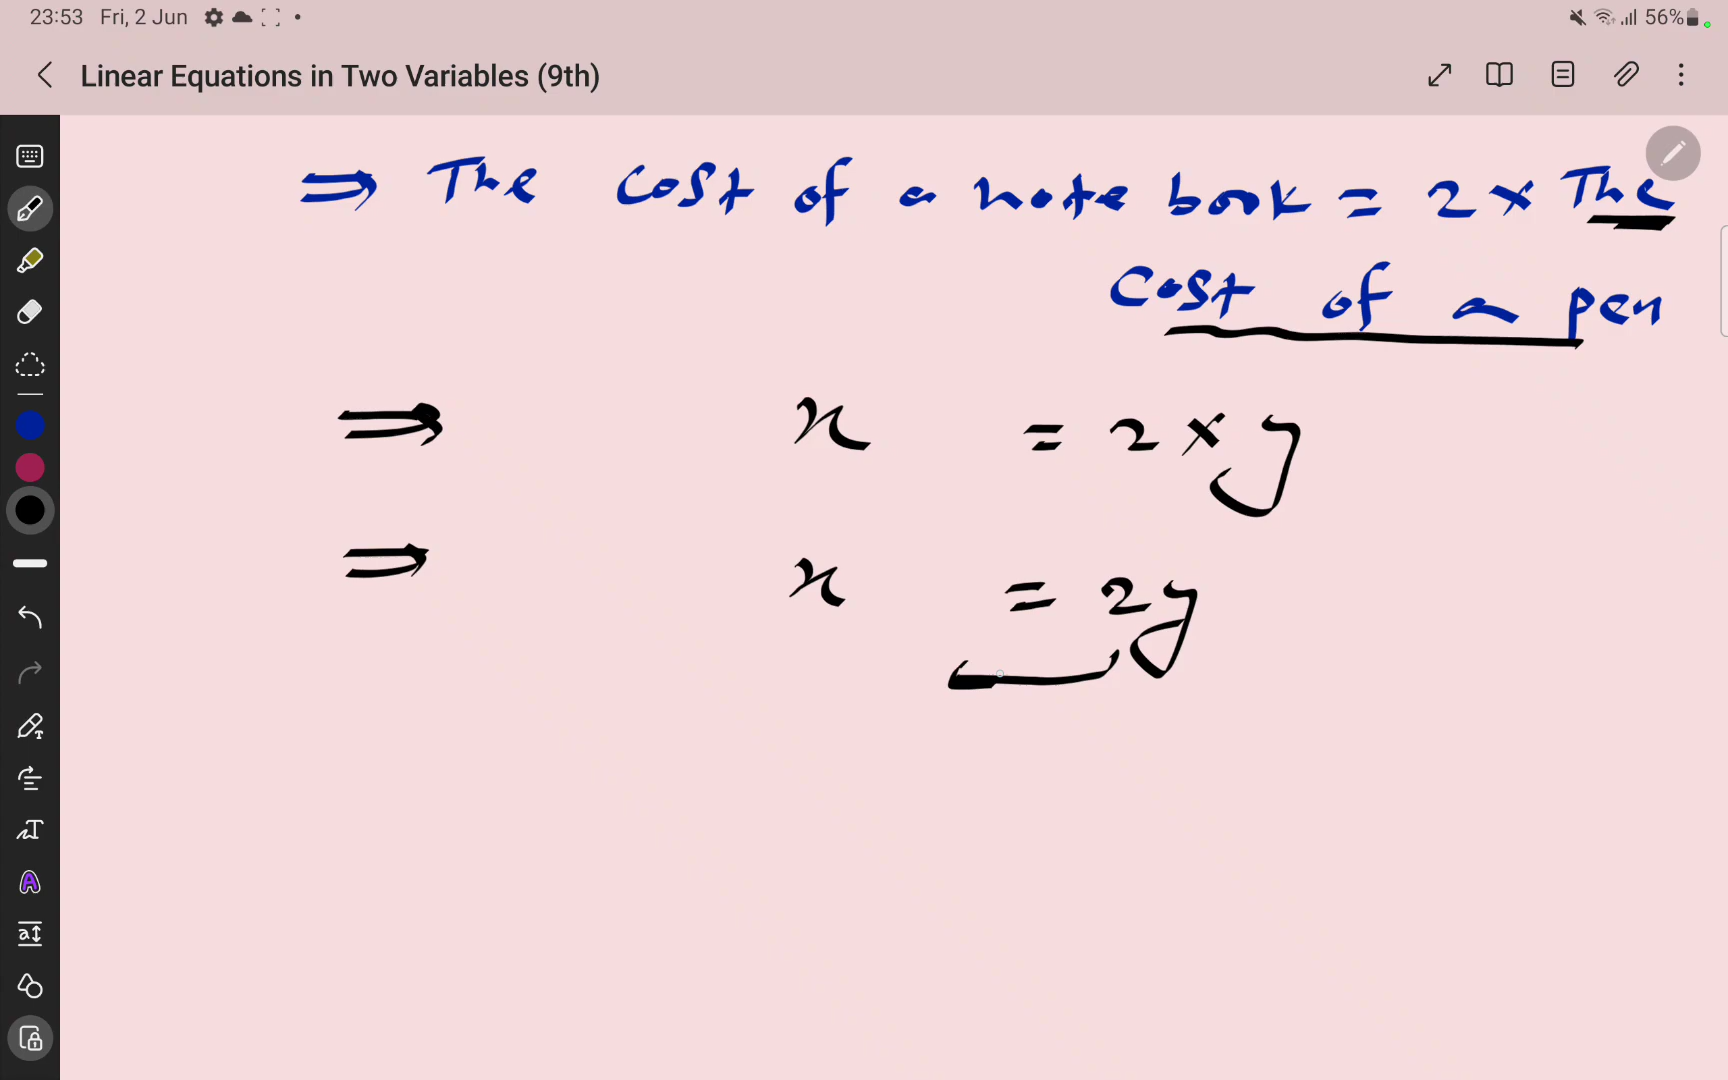 23:53 Fri, 2 Jun 56%
Linear Equations in Two Variables (9th)
⇒ The cost of a note book = 2 × The
cost of a pen
⇒ x = 2 × y
⇒ x = 2y